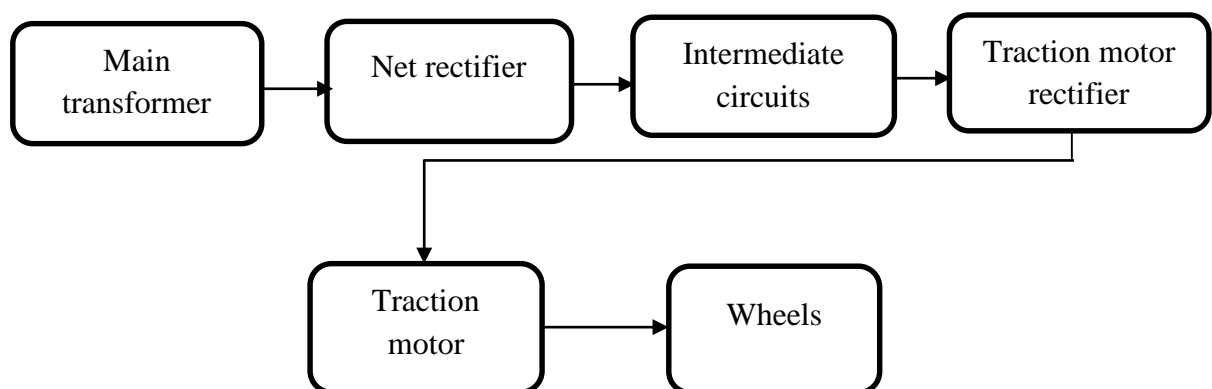 Main
transformer
Net rectifier
Intermediate
circuits
Traction motor
rectifier
Traction
motor
Wheels